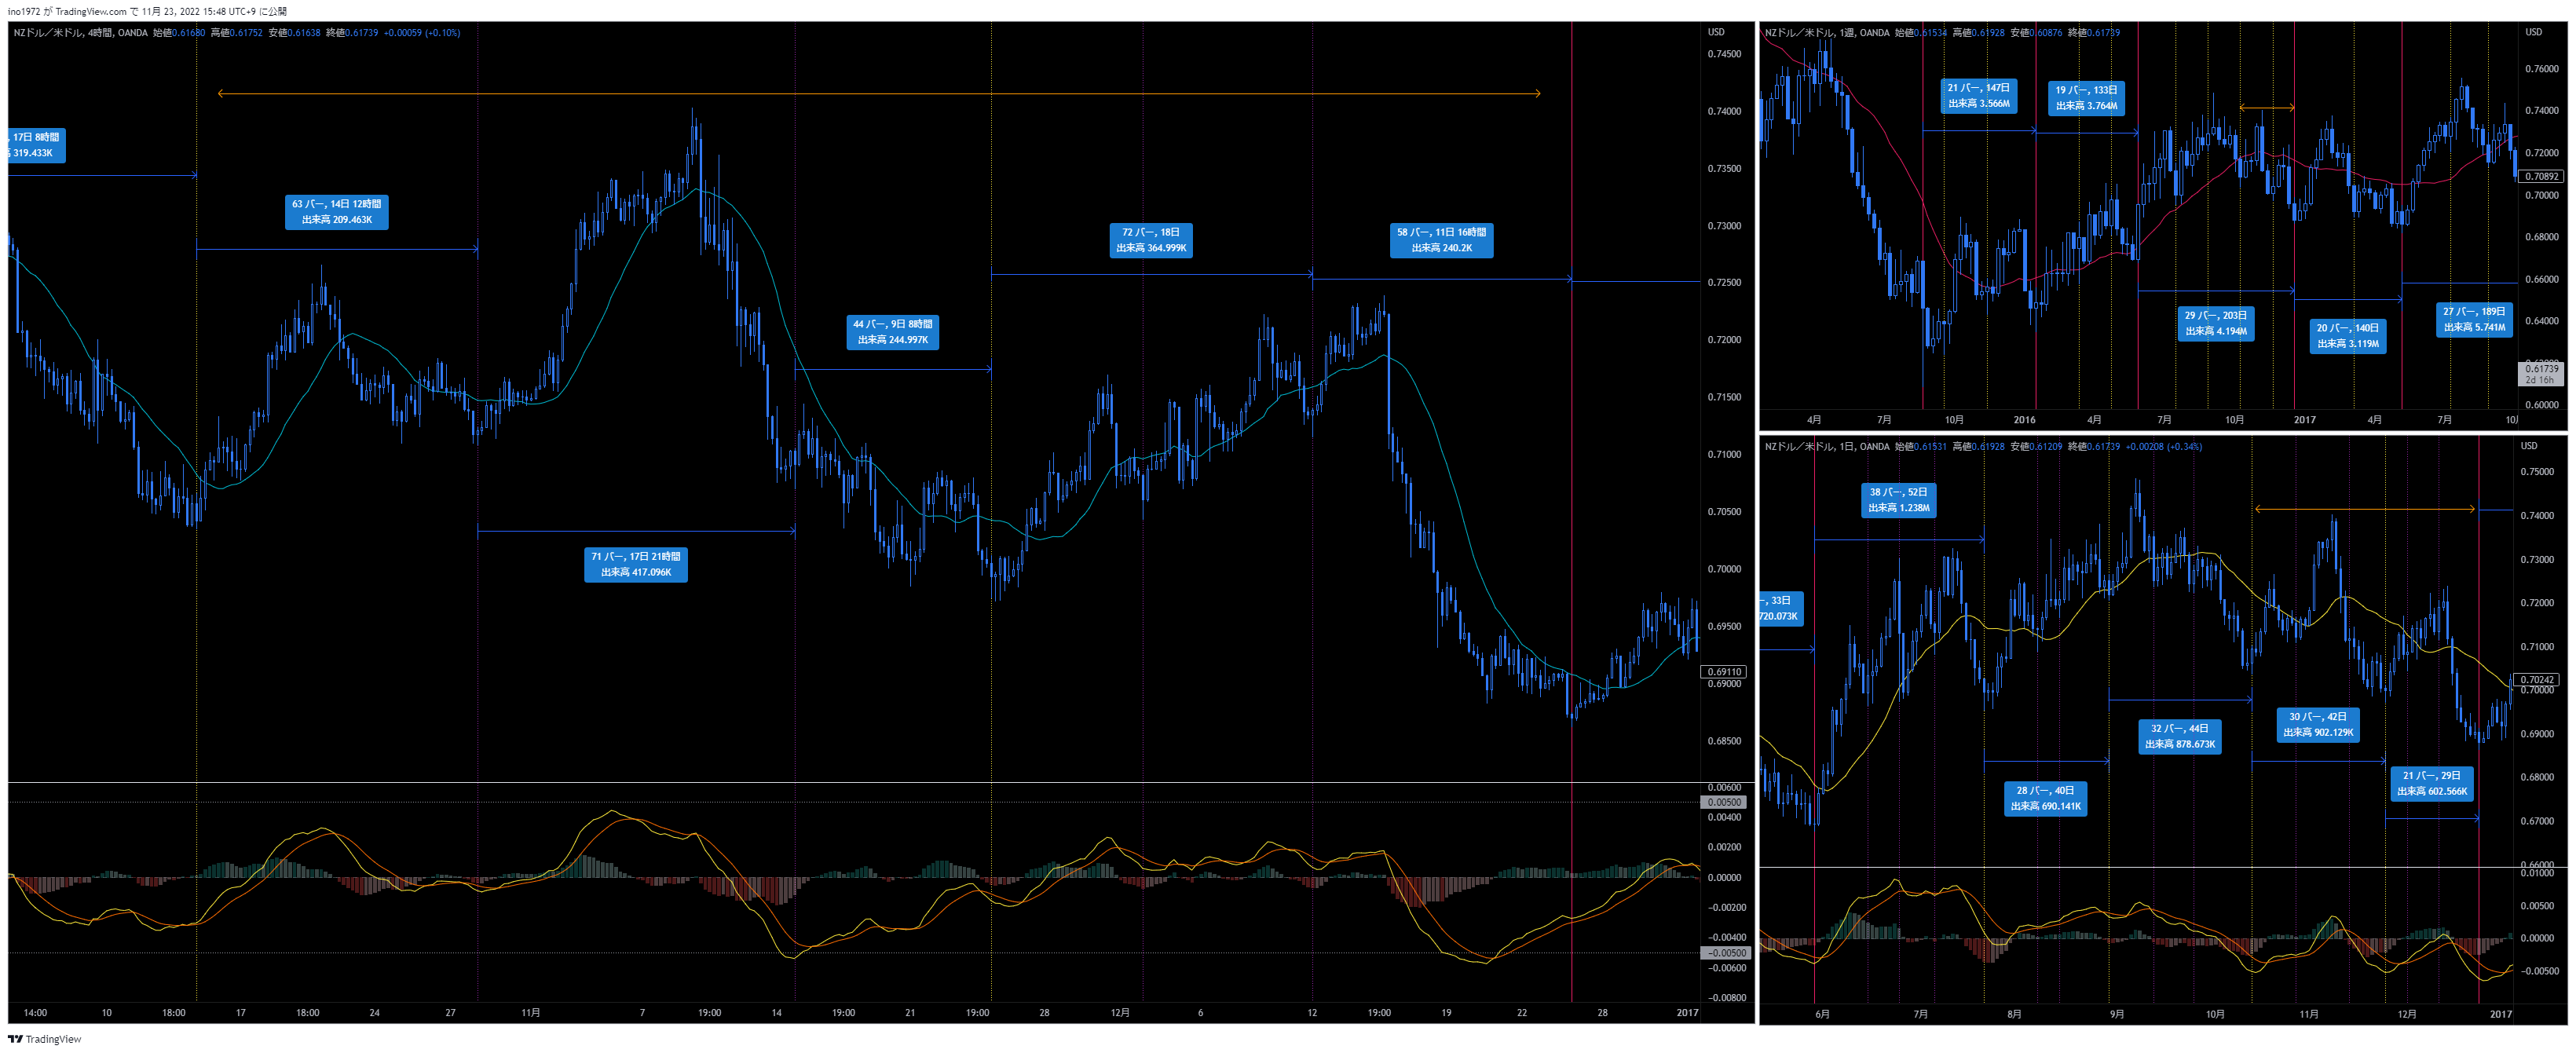 ino1972 が TradingView.com で 11月 23, 2022 15:48 UTC+9 に公開
NZドル／米ドル, 4時間, OANDA 始値0.61680 高値0.61752 安値0.61638 終値0.61739 +0.00059 (+0.10%)
USD
0.74500
0.74000
0.73500
0.73000
0.72500
0.72000
0.71500
0.71000
0.70500
0.70000
0.69500
0.69110
0.69000
0.68500
, 17日 8時間
高 319.433K
63 バー, 14日 12時間
出来高 209.463K
71 バー, 17日 21時間
出来高 417.096K
44 バー, 9日 8時間
出来高 244.997K
72 バー, 18日
出来高 364.999K
58 バー, 11日 16時間
出来高 240.2K
0.00600
0.00500
0.00400
0.00200
0.00000
−0.00200
−0.00400
−0.00500
−0.00600
−0.00800
14:00 10 18:00 17 18:00 24 27 11月 7 19:00 14 19:00 21 19:00 28 12月 6 12 19:00 19 22 28 2017
NZドル／米ドル, 1週, OANDA 始値0.61534 高値0.61928 安値0.60876 終値0.61739
USD
0.76000
0.74000
0.72000
0.70892
0.70000
0.68000
0.66000
0.64000
0.61739
2d 16h
0.60000
21 バー, 147日
出来高 3.566M
19 バー, 133日
出来高 3.764M
29 バー, 203日
出来高 4.194M
20 バー, 140日
出来高 3.119M
27 バー, 189日
出来高 5.741M
4月 7月 10月 2016 4月 7月 10月 2017 4月 7月
NZドル／米ドル, 1日, OANDA 始値0.61531 高値0.61928 安値0.61209 終値0.61739 +0.00208 (+0.34%)
USD
0.75000
0.74000
0.73000
0.72000
0.71000
0.70242
0.70000
0.69000
0.68000
0.67000
0.66000
ー, 33日
720.073K
38 バー, 52日
出来高 1.238M
28 バー, 40日
出来高 690.141K
32 バー, 44日
出来高 878.673K
30 バー, 42日
出来高 902.129K
21 バー, 29日
出来高 602.566K
0.01000
0.00500
0.00000
−0.00500
6月 7月 8月 9月 10月 11月 12月 2017
TradingView